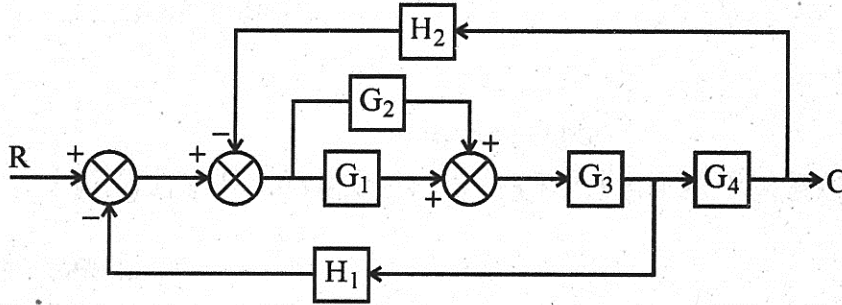 H₂
G₂
R + − + + + G₁ G₃ G₄ C
−
H₁